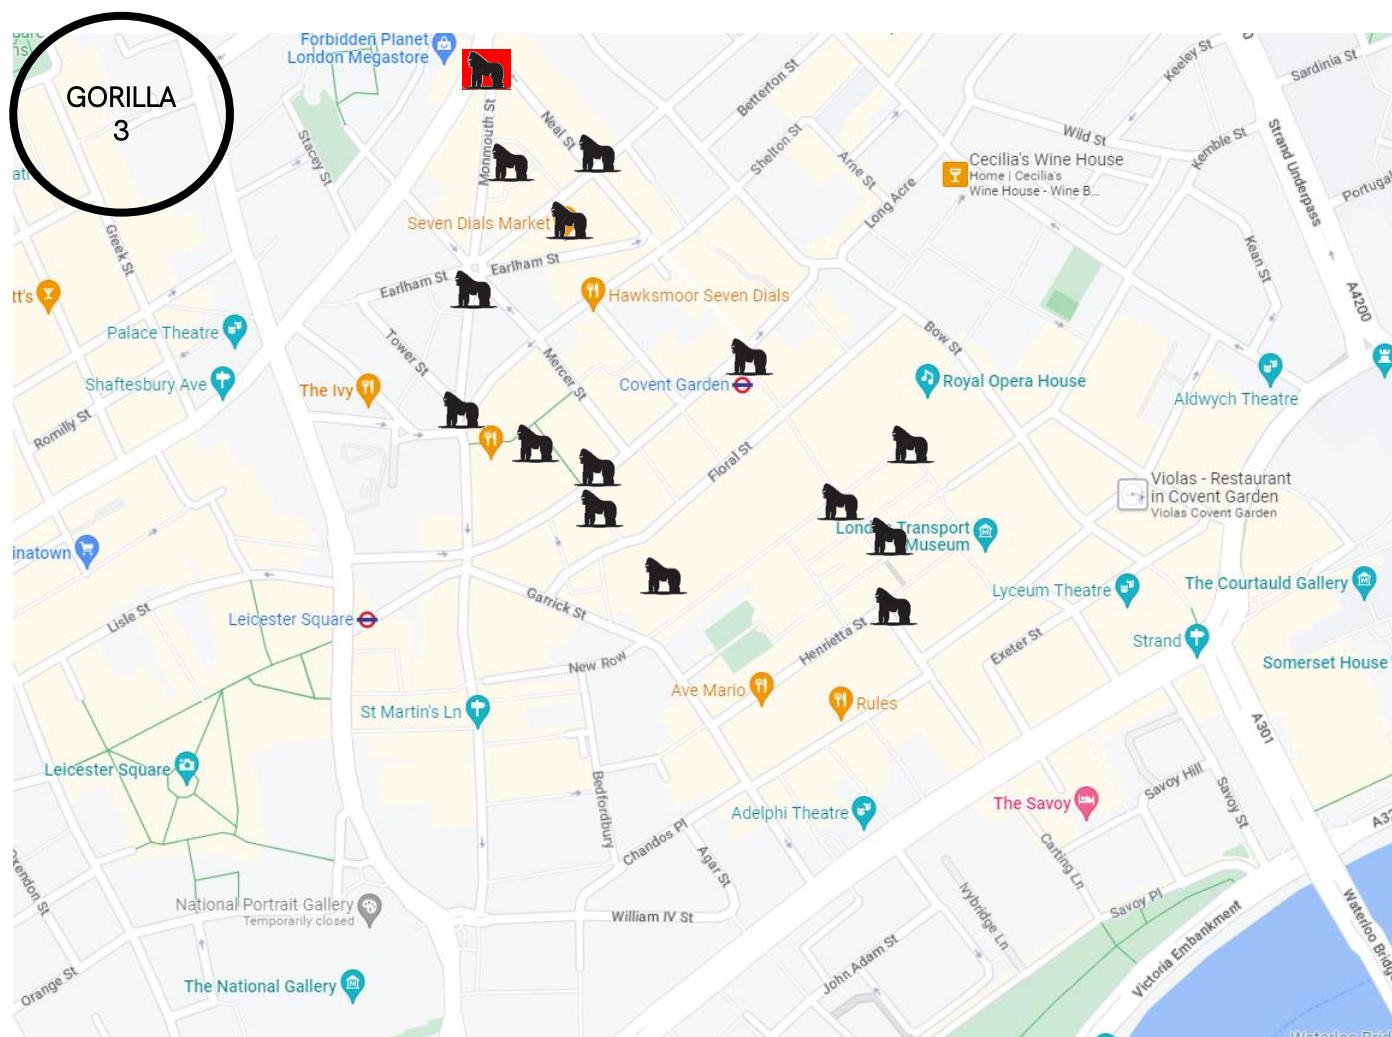 GORILLA
3
Forbidden Planet
London Megastore
Keeley St
Sardinia St
Betterton St
Monmouth St
Neal St
Stacey St
Shelton St
Arne St
Wild St
Kemble St
Strand Underpass
Cecilia's Wine House
Home | Cecilia's
Wine House - Wine B...
Long Acre
Portugal
Greek St
Seven Dials Market
Earlham St
Earlham St
Kean St
A4200
tt's
Hawksmoor Seven Dials
Palace Theatre
Tower St
Mercer St
Bow St
Shaftesbury Ave
The Ivy
Covent Garden
Royal Opera House
Aldwych Theatre
Romilly St
Floral St
Violas - Restaurant
in Covent Garden
Violas Covent Garden
inatown
Transport
Museum
Lyceum Theatre
The Courtauld Gallery
Lisle St
Leicester Square
Garrick St
Henrietta St
Exeter St
Strand
New Row
Somerset House
Ave Mario
Rules
St Martin's Ln
A301
Leicester Square
Bedfordbury
Adelphi Theatre
The Savoy
Savoy Hill
Savoy St
Chandos Pl
Agar St
Carting Ln
Oxendon St
National Portrait Gallery
Temporarily closed
William IV St
Ivybridge Ln
Savoy Pl
Victoria Embankment
Waterloo Bridge
Orange St
The National Gallery
John Adam St